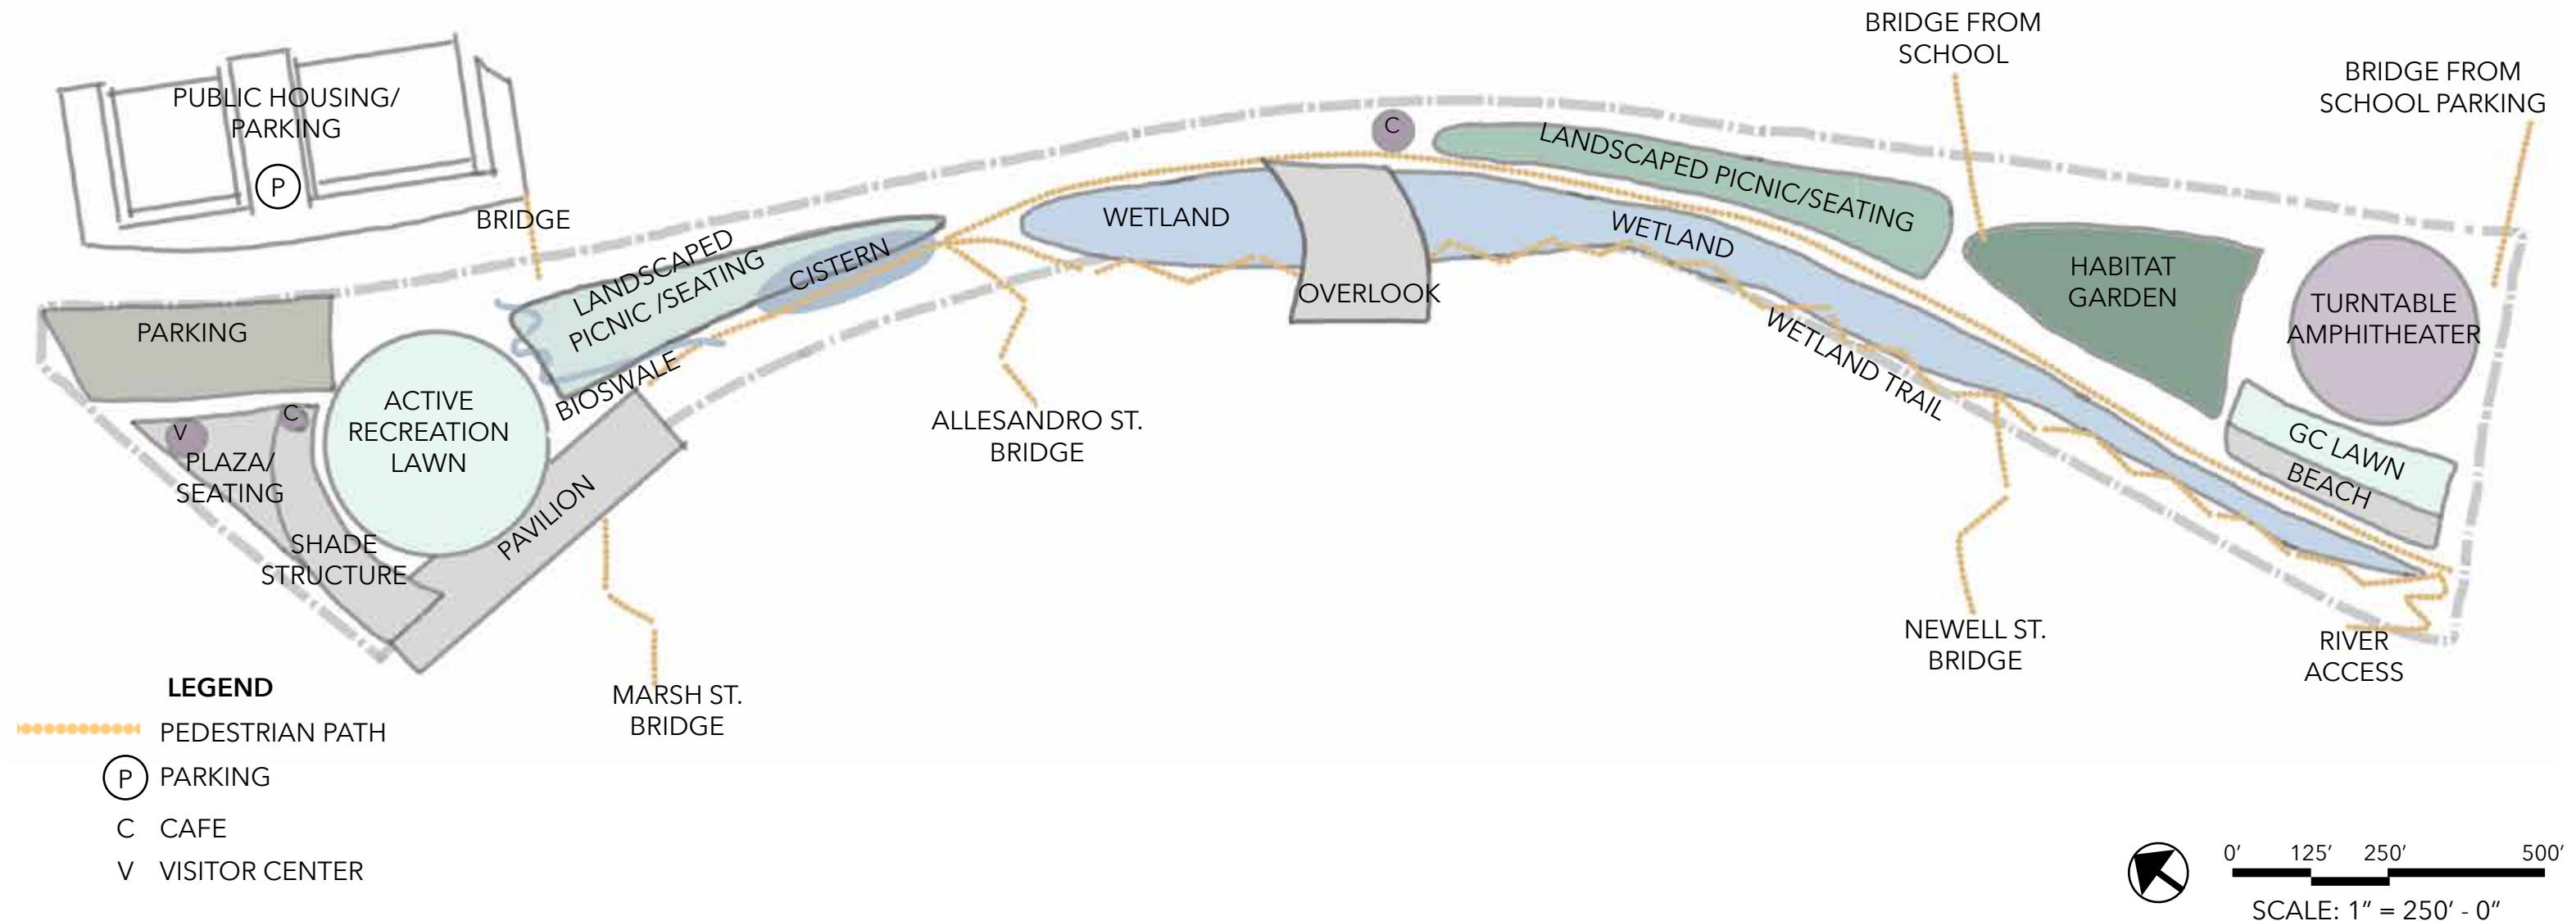 BRIDGE FROM
SCHOOL
BRIDGE FROM
SCHOOL PARKING
PUBLIC HOUSING/
PARKING
P
BRIDGE
C
LANDSCAPED PICNIC/SEATING
WETLAND
WETLAND
LANDSCAPED
PICNIC /SEATING
CISTERN
OVERLOOK
HABITAT
GARDEN
TURNTABLE
AMPHITHEATER
PARKING
ACTIVE
RECREATION
LAWN
BIOSWALE
WETLAND TRAIL
C
V
PLAZA/
SEATING
ALLESANDRO ST.
BRIDGE
GC LAWN
BEACH
PAVILION
SHADE
STRUCTURE
NEWELL ST.
BRIDGE
RIVER
ACCESS
MARSH ST.
BRIDGE
LEGEND
PEDESTRIAN PATH
P PARKING
C CAFE
V VISITOR CENTER
0’ 125’ 250’ 500’
SCALE: 1” = 250’ - 0”